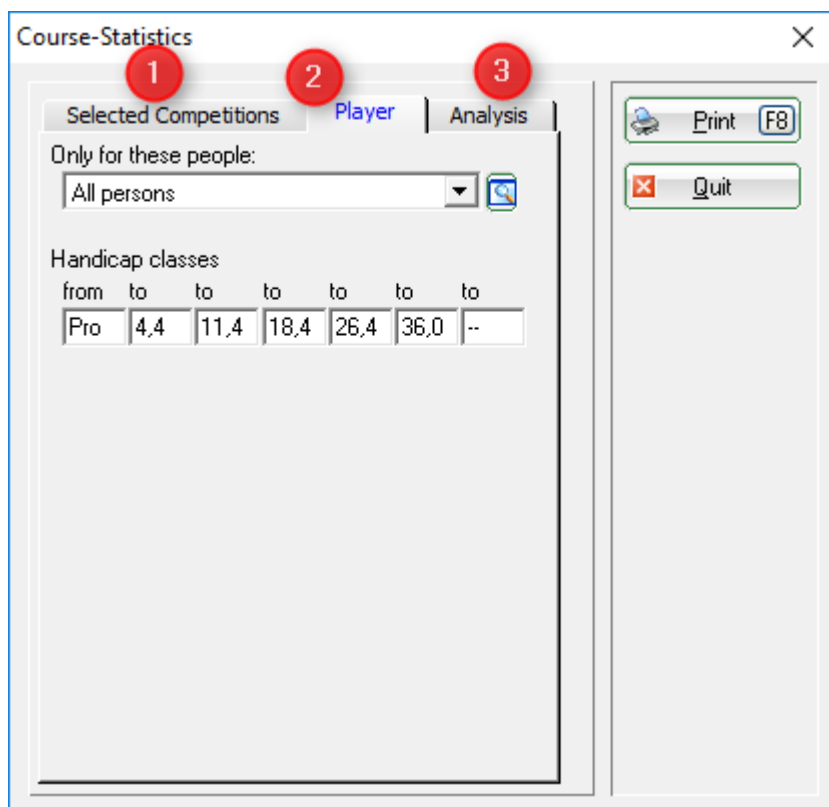 Course-Statistics
1 2 3
Selected Competitions Player Analysis
Print F8
Only for these people:
All persons
Quit
Handicap classes
from to to to to to to
Pro 4,4 11,4 18,4 26,4 36,0 --